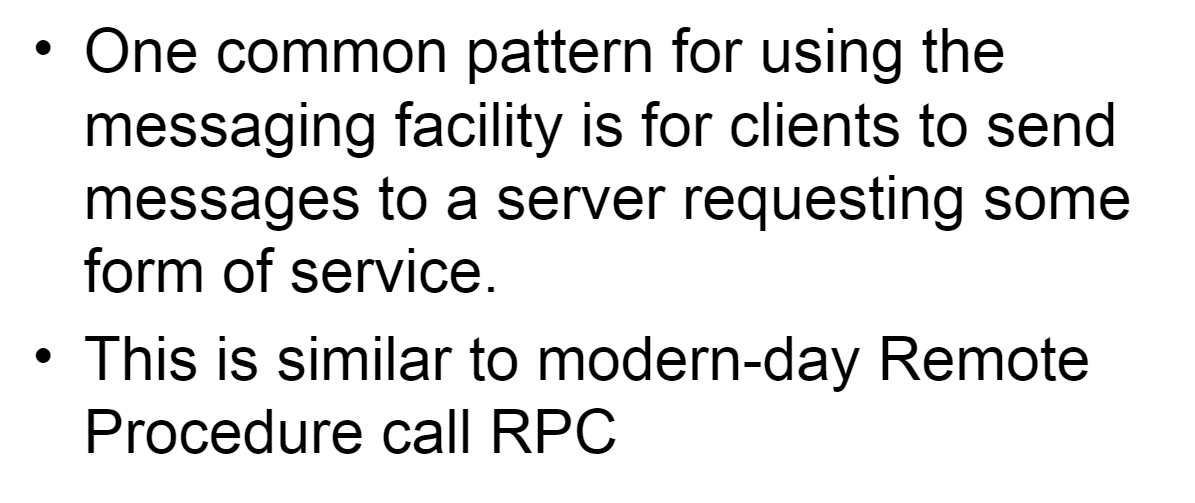 • One common pattern for using the
messaging facility is for clients to send
messages to a server requesting some
form of service.
• This is similar to modern-day Remote
Procedure call RPC